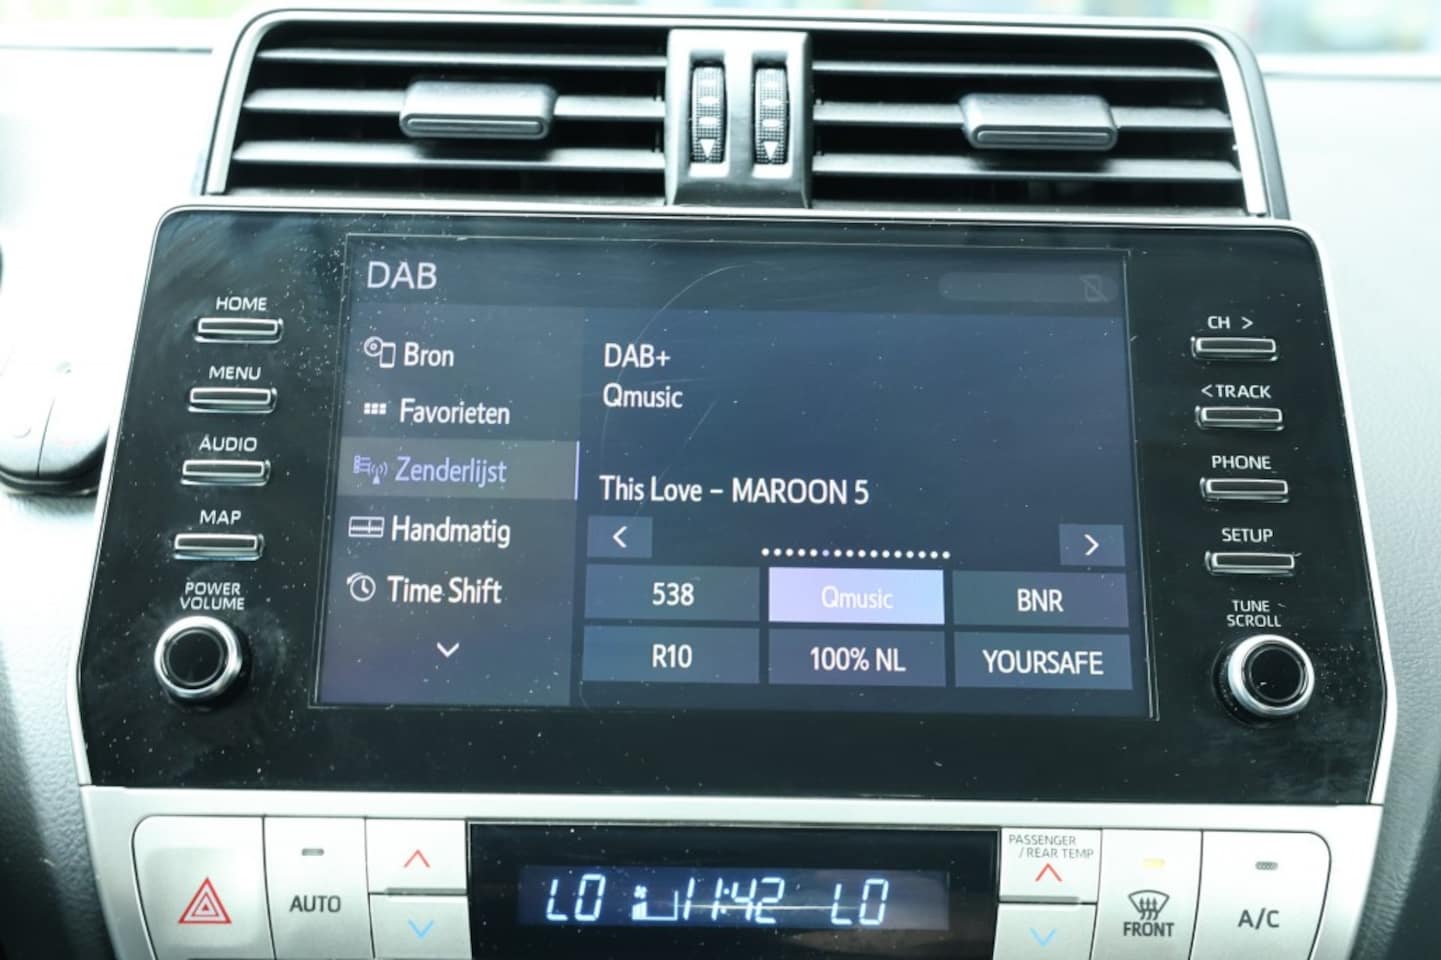 DAB
Bron
Favorieten
Zenderlijst
Handmatig
Time Shift
DAB+
Qmusic
This Love – MAROON 5
<
>
538
Qmusic
BNR
R10
100% NL
YOURSAFE
HOME
MENU
AUDIO
MAP
POWER
VOLUME
CH >
< TRACK
PHONE
SETUP
TUNE
SCROLL
AUTO
LO 11:42 LO
PASSENGER
/ REAR TEMP
FRONT
A/C